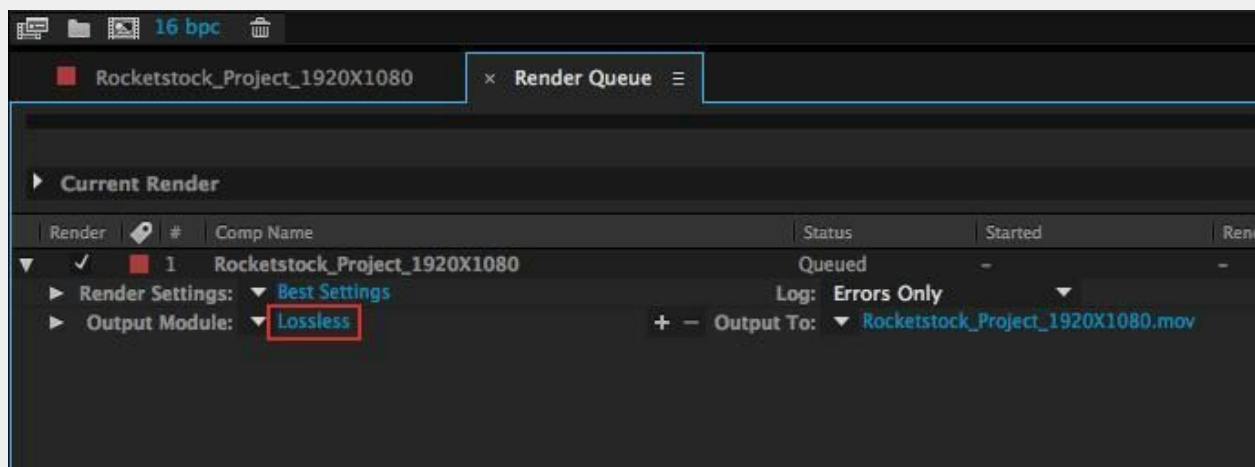 16 bpc
Rocketstock_Project_1920X1080 × Render Queue
Current Render
Render # Comp Name Status Started
1 Rocketstock_Project_1920X1080 Queued - -
Render Settings: Best Settings Log: Errors Only
Output Module: Lossless + - Output To: Rocketstock_Project_1920X1080.mov